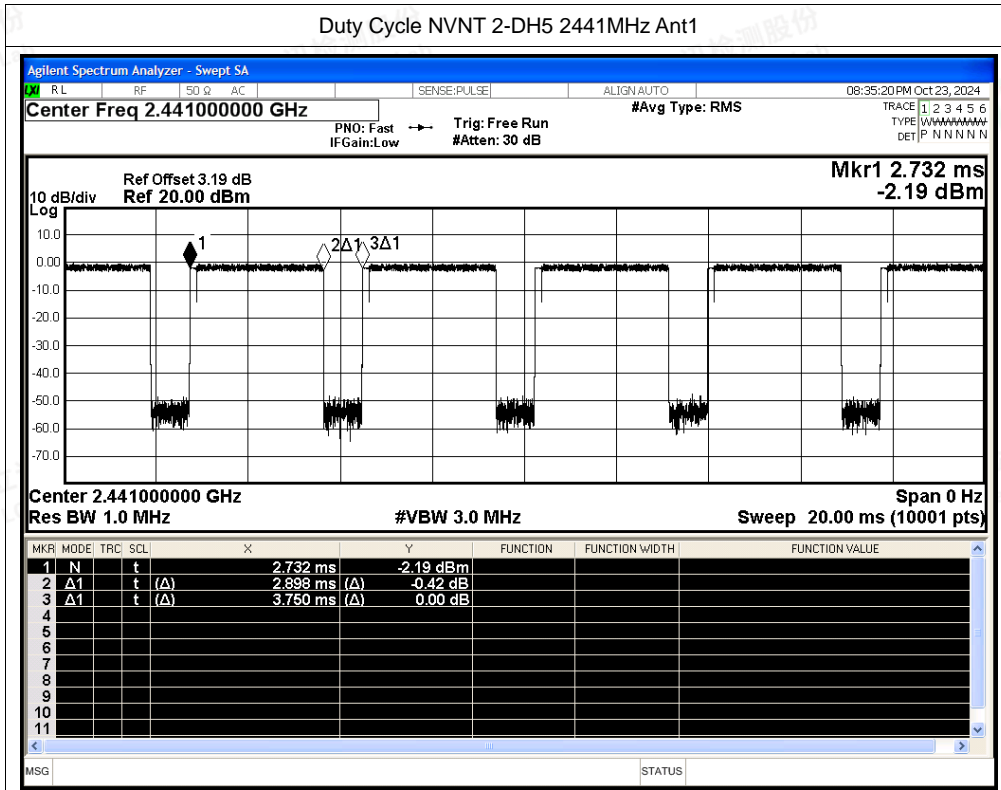 Duty Cycle NVNT 2-DH5 2441MHz Ant1
Agilent Spectrum Analyzer - Swept SA
LXI RL RF 50 Ω AC SENSE:PULSE ALIGN AUTO 08:35:20 PM Oct 23, 2024
Center Freq 2.441000000 GHz #Avg Type: RMS TRACE 1 2 3 4 5 6
PNO: Fast Trig: Free Run TYPE WWWWWW
IFGain:Low #Atten: 30 dB DET P N N N N N
Mkr1 2.732 ms
Ref Offset 3.19 dB -2.19 dBm
10 dB/div Ref 20.00 dBm
Log
10.0
1 2Δ1 3Δ1
0.00
-10.0
-20.0
-30.0
-40.0
-50.0
-60.0
-70.0
Center 2.441000000 GHz Span 0 Hz
Res BW 1.0 MHz #VBW 3.0 MHz Sweep 20.00 ms (10001 pts)
MKR MODE TRC SCL X Y FUNCTION FUNCTION WIDTH FUNCTION VALUE
1 N t 2.732 ms -2.19 dBm
2 Δ1 t (Δ) 2.898 ms (Δ) -0.42 dB
3 Δ1 t (Δ) 3.750 ms (Δ) 0.00 dB
4
5
6
7
8
9
10
11
MSG STATUS